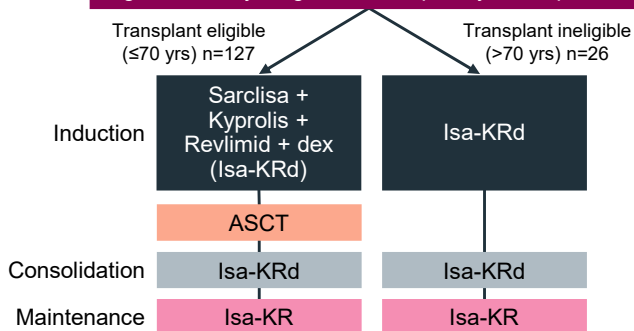 Transplant eligible
(≤70 yrs) n=127
Transplant ineligible
(>70 yrs) n=26
Induction
Sarclisa +
Kyprolis +
Revlimid + dex
(Isa-KRd)
Isa-KRd
ASCT
Consolidation
Isa-KRd
Isa-KRd
Maintenance
Isa-KR
Isa-KR